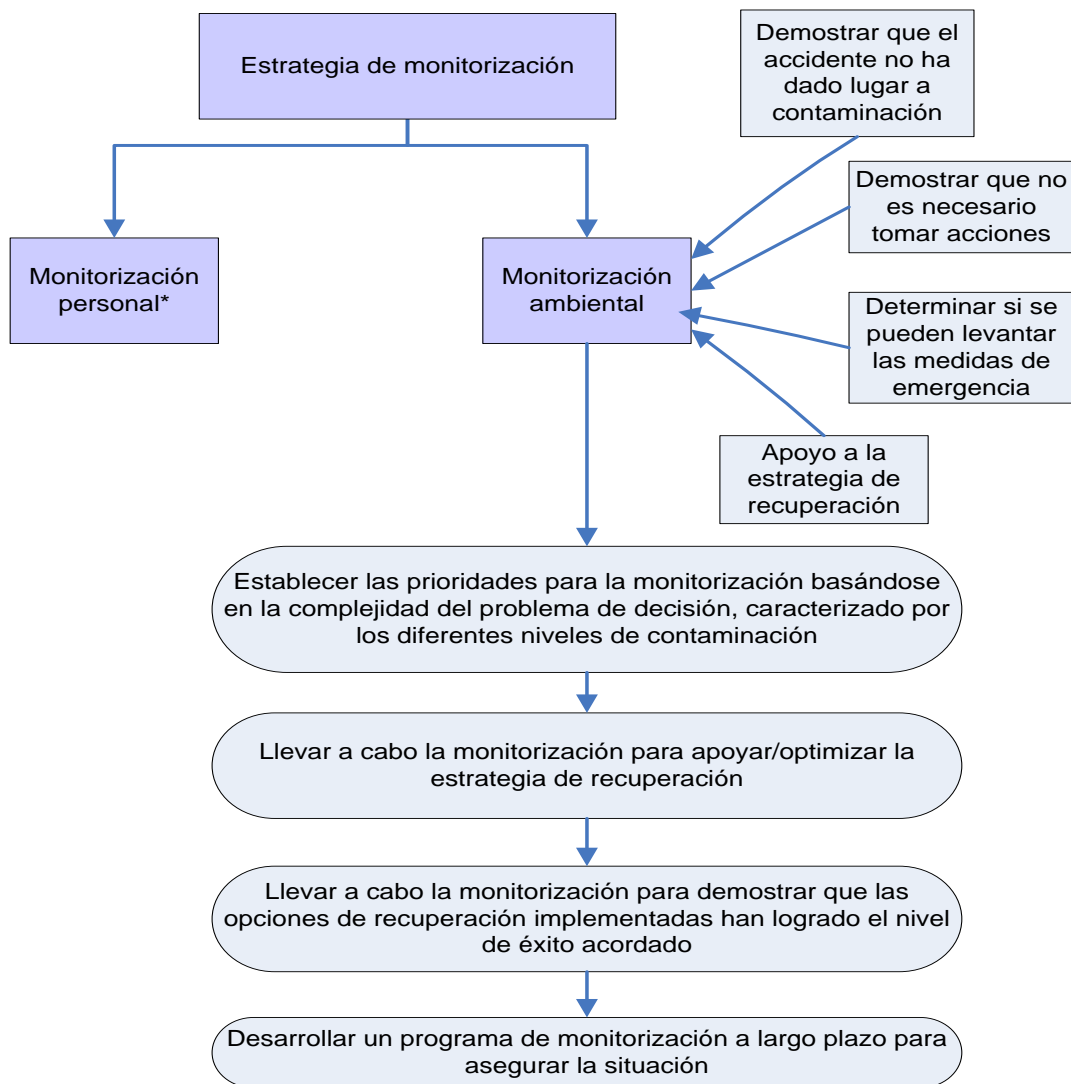 Estrategia de monitorización
Demostrar que el
accidente no ha
dado lugar a
contaminación
Demostrar que no
es necesario
tomar acciones
Monitorización
personal*
Monitorización
ambiental
Determinar si se
pueden levantar
las medidas de
emergencia
Apoyo a la
estrategia de
recuperación
Establecer las prioridades para la monitorización basándose
en la complejidad del problema de decisión, caracterizado por
los diferentes niveles de contaminación
Llevar a cabo la monitorización para apoyar/optimizar la
estrategia de recuperación
Llevar a cabo la monitorización para demostrar que las
opciones de recuperación implementadas han logrado el nivel
de éxito acordado
Desarrollar un programa de monitorización a largo plazo para
asegurar la situación